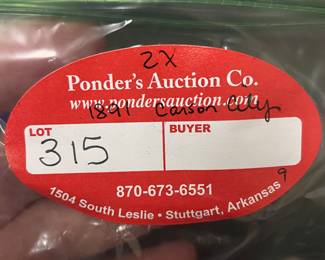 2X
Ponder's Auction Co.
www.pondersauction.com
1891 Carson City
LOT
315
BUYER
870-673-6551
9
1504 South Leslie • Stuttgart, Arkansas